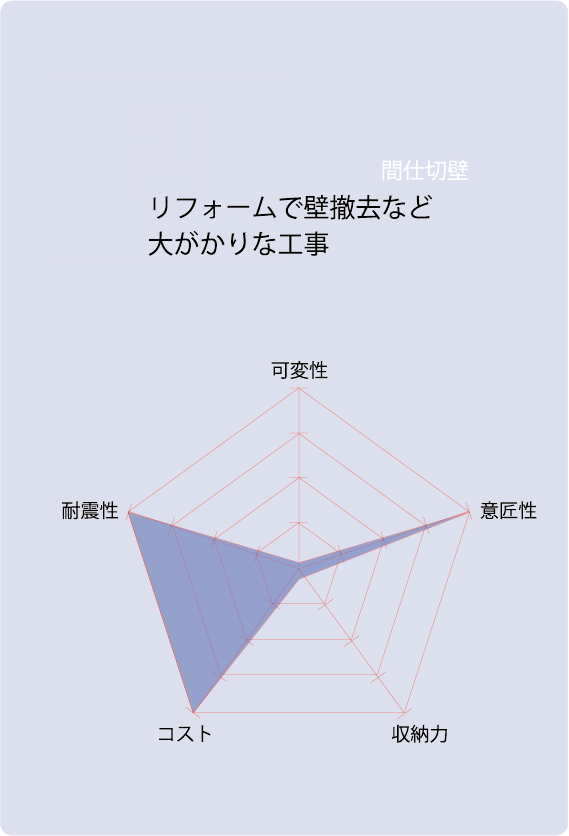 間仕切壁
リフォームで壁撤去など
大がかりな工事
可変性
耐震性
意匠性
コスト
収納力